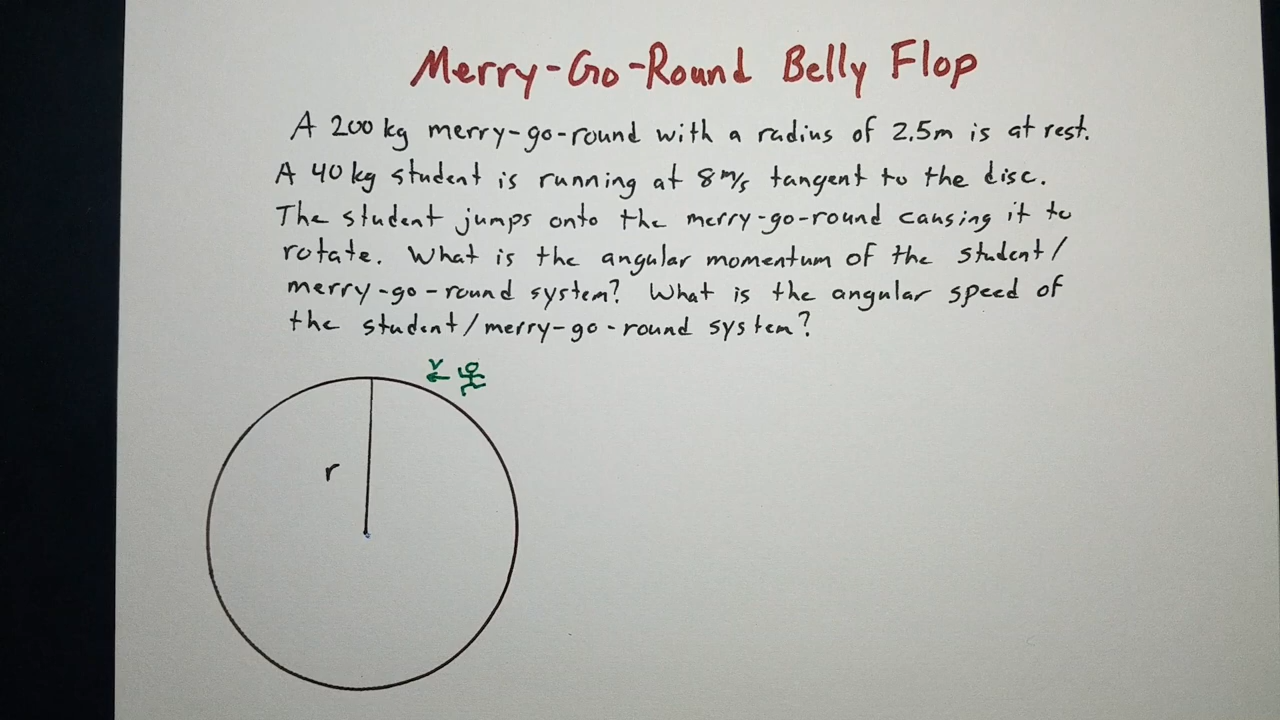 Merry-Go-Round Belly Flop
A 200 kg merry-go-round with a radius of 2.5m is at rest.
A 40 kg student is running at 8 m/s tangent to the disc.
The student jumps onto the merry-go-round causing it to
rotate. What is the angular momentum of the student/
merry-go-round system? What is the angular speed of
the student/merry-go-round system?
v
r